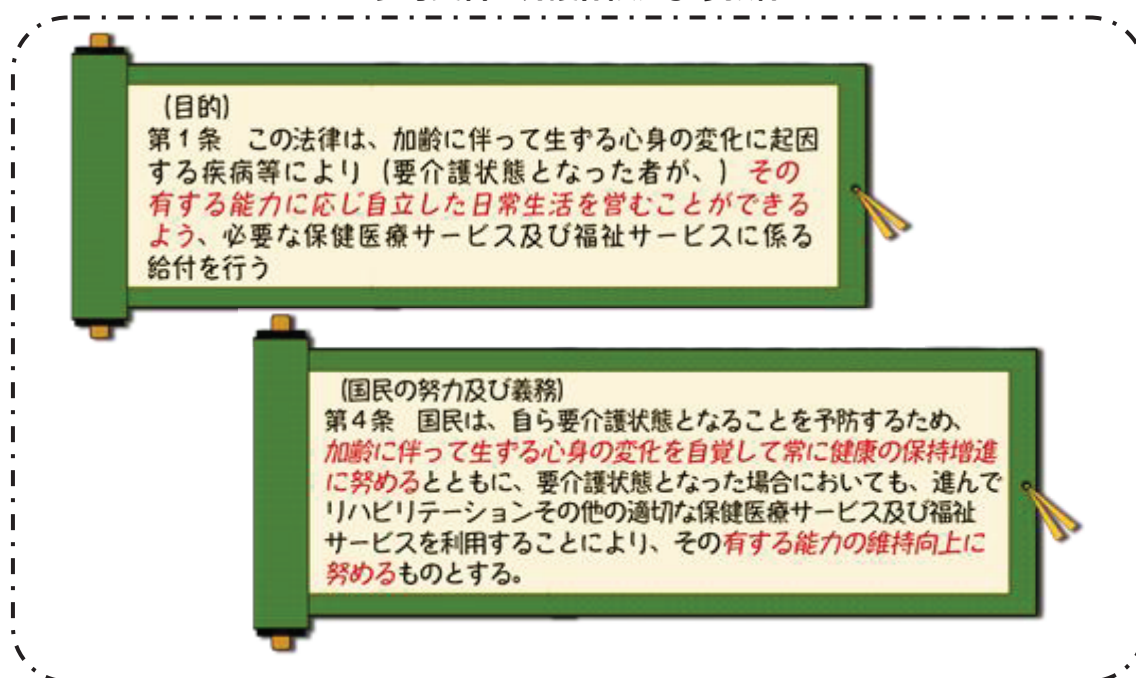 (目的)
第1条 この法律は、加齢に伴って生ずる心身の変化に起因
する疾病等により(要介護状態となった者が、)その
有する能力に応じ自立した日常生活を営むことができる
よう、必要な保健医療サービス及び福祉サービスに係る
給付を行う
(国民の努力及び義務)
第4条 国民は、自ら要介護状態となることを予防するため、
加齢に伴って生ずる心身の変化を自覚して常に健康の保持増進
に努めるとともに、要介護状態となった場合においても、進んで
リハビリテーションその他の適切な保健医療サービス及び福祉
サービスを利用することにより、その有する能力の維持向上に
努めるものとする。